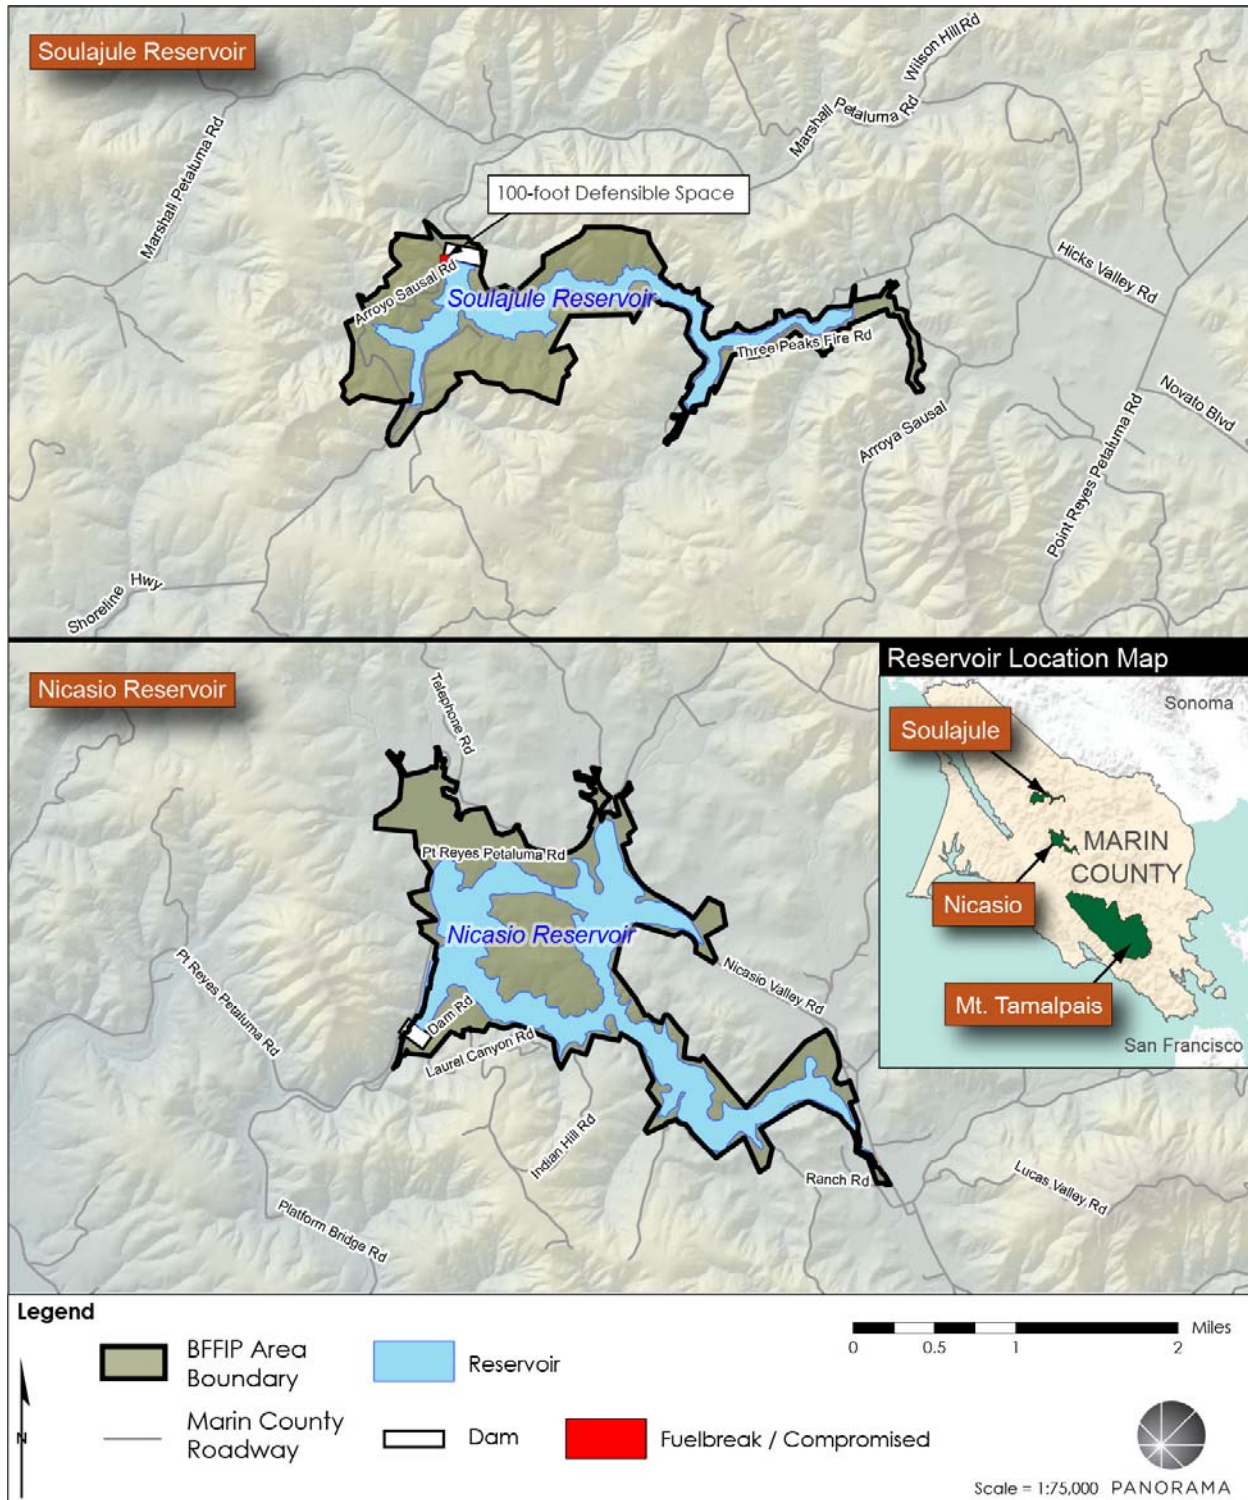 Soulajule Reservoir
Wilson Hill Rd
Marshall Petaluma Rd
Marshall Petaluma Rd
100-foot Defensible Space
Hicks Valley Rd
Arroyo Sausal Rd
Soulajule Reservoir
Three Peaks Fire Rd
Novato Blvd
Arroya Sausal
Point Reyes Petaluma Rd
Shoreline Hwy
Nicasio Reservoir
Telephone Rd
Reservoir Location Map
Sonoma
Soulajule
MARIN
COUNTY
Nicasio
Mt. Tamalpais
San Francisco
Pt Reyes Petaluma Rd
Nicasio Reservoir
Pt Reyes Petaluma Rd
Nicasio Valley Rd
Dam Rd
Laurel Canyon Rd
Indian Hill Rd
Ranch Rd
Lucas Valley Rd
Platform Bridge Rd
Legend
BFFIP Area
Boundary
Reservoir
Marin County
Roadway
Dam
Fuelbreak / Compromised
Miles
0 0.5 1 2
N
Scale = 1:75,000 PANORAMA